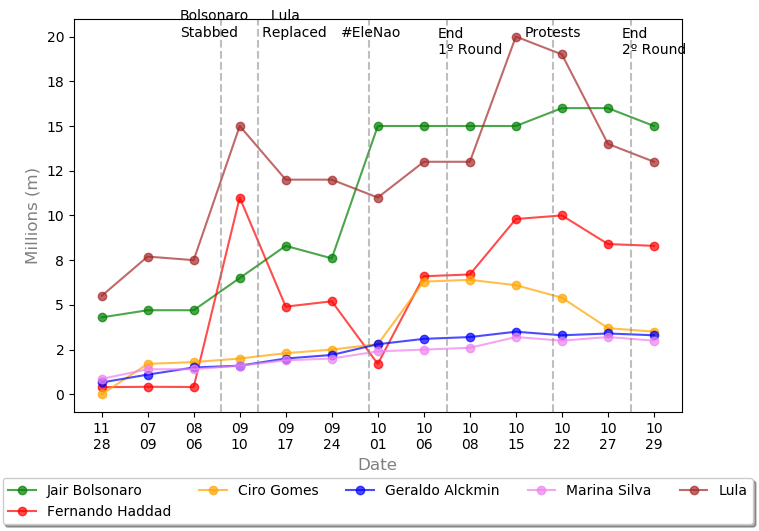 Bolsonaro Lula
Stabbed Replaced #EleNao End Protests End
1º Round 2º Round
20
18
15
12
10
8
5
2
0
Millions (m)
11 07 08 09 09 09 10 10 10 10 10 10 10
28 09 06 10 17 24 01 06 08 15 22 27 29
Date
Jair Bolsonaro Ciro Gomes Geraldo Alckmin Marina Silva Lula
Fernando Haddad